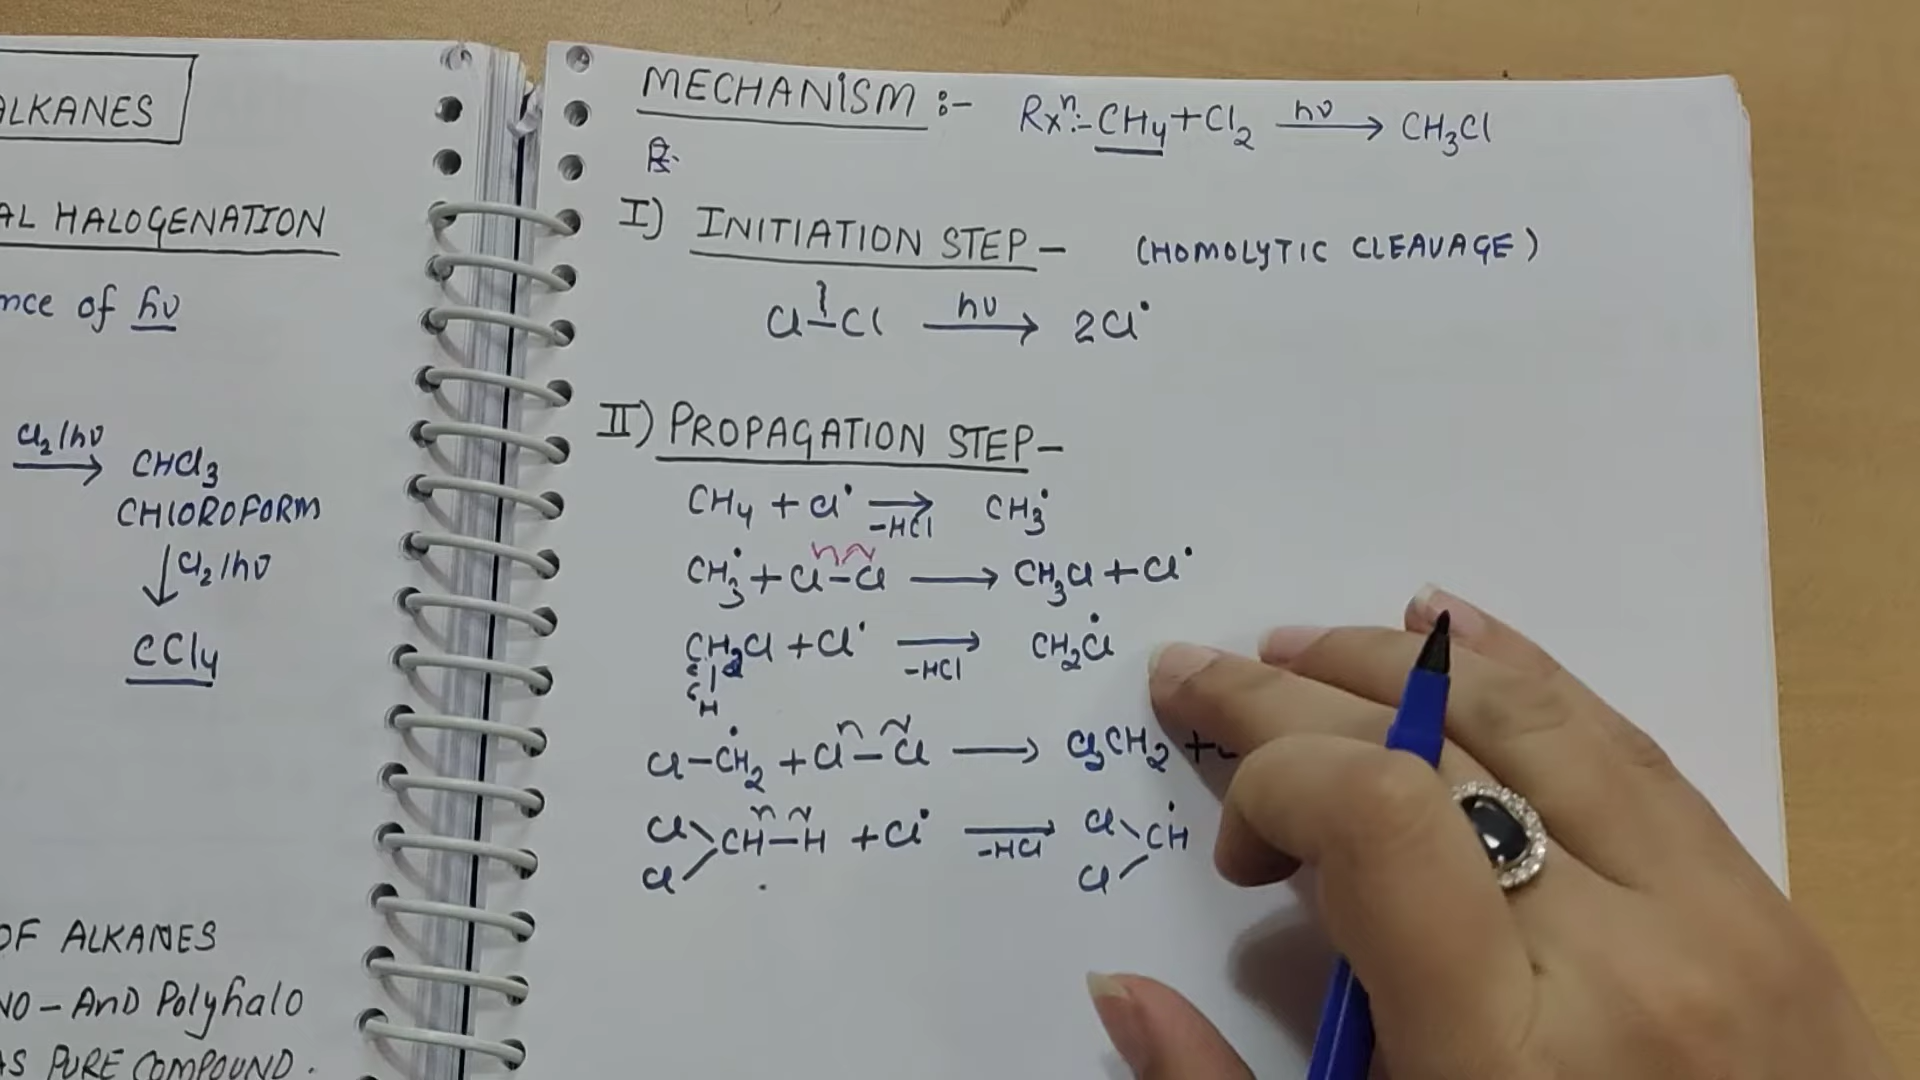 ALKANES
AL HALOGENATION
nce of hν
Cl2/hν
CHCl3
CHLOROFORM
Cl2/hν
CCl4
OF ALKANES
NO-AND Polyhalo
AS PURE COMPOUND.
MECHANISM :- Rxn:- CH4 + Cl2 hν → CH3Cl
I) INITIATION STEP - (HOMOLYTIC CLEAVAGE)
Cl-Cl hν → 2Cl•
II) PROPAGATION STEP -
CH4 + Cl• → -HCl CH3•
CH3• + Cl-Cl → CH3Cl + Cl•
CH2Cl + Cl• → -HCl CH2Cl•
H
Cl-CH2• + Cl-Cl → CH2 +
Cl Cl CH-H + Cl• → -HCl Cl Cl CH•